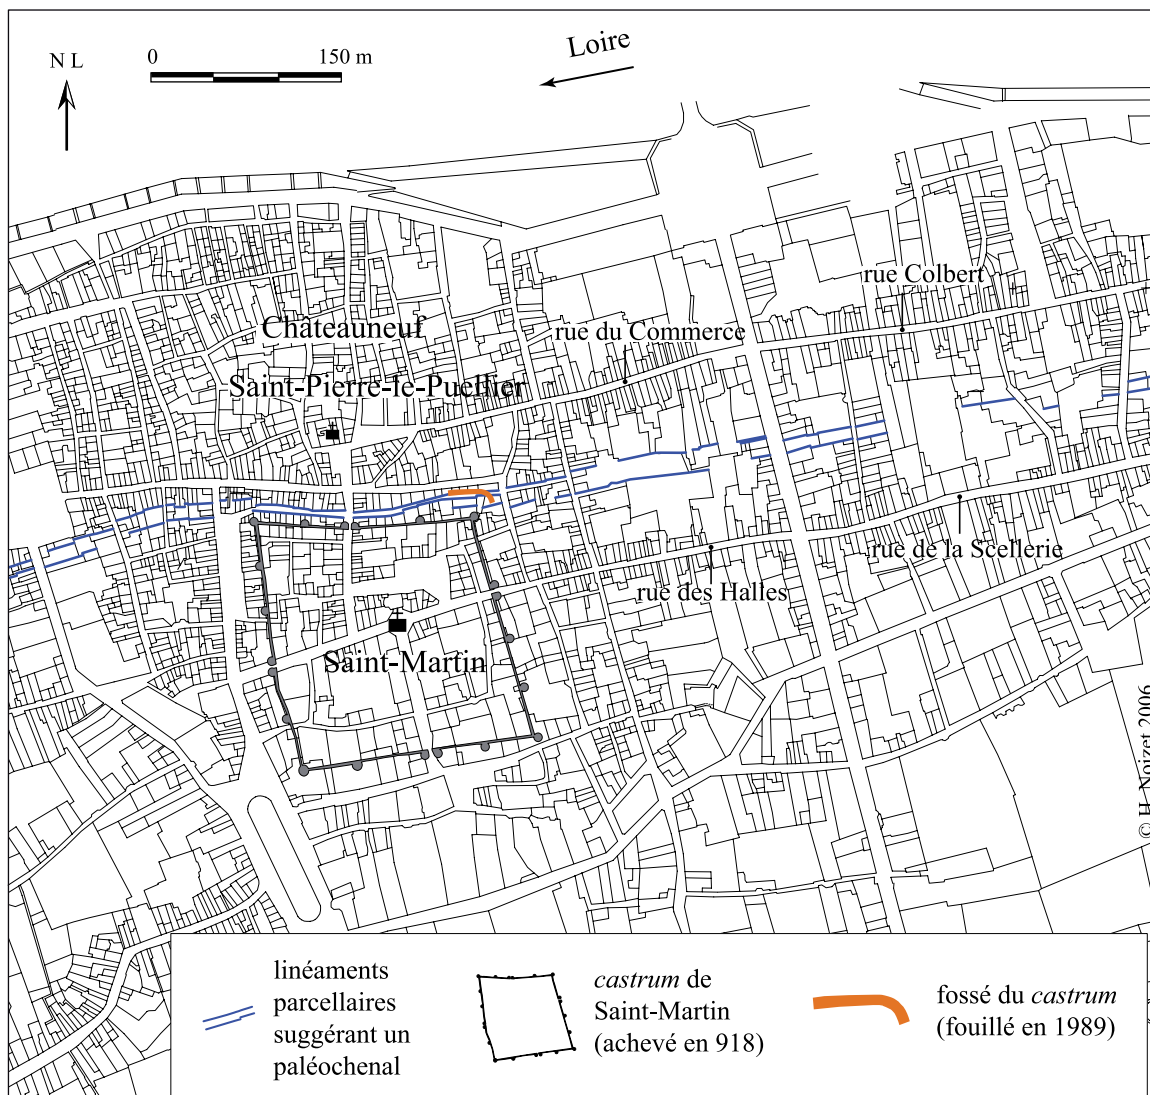 Loire
N L
0 150 m
rue Colbert
Châteauneuf
rue du Commerce
Saint-Pierre-le-Puellier
rue de la Scellerie
rue des Halles
Saint-Martin
© H. Noizet 2006
linéaments
parcellaires
suggérant un
paléochenal
castrum de
Saint-Martin
(achevé en 918)
fossé du castrum
(fouillé en 1989)